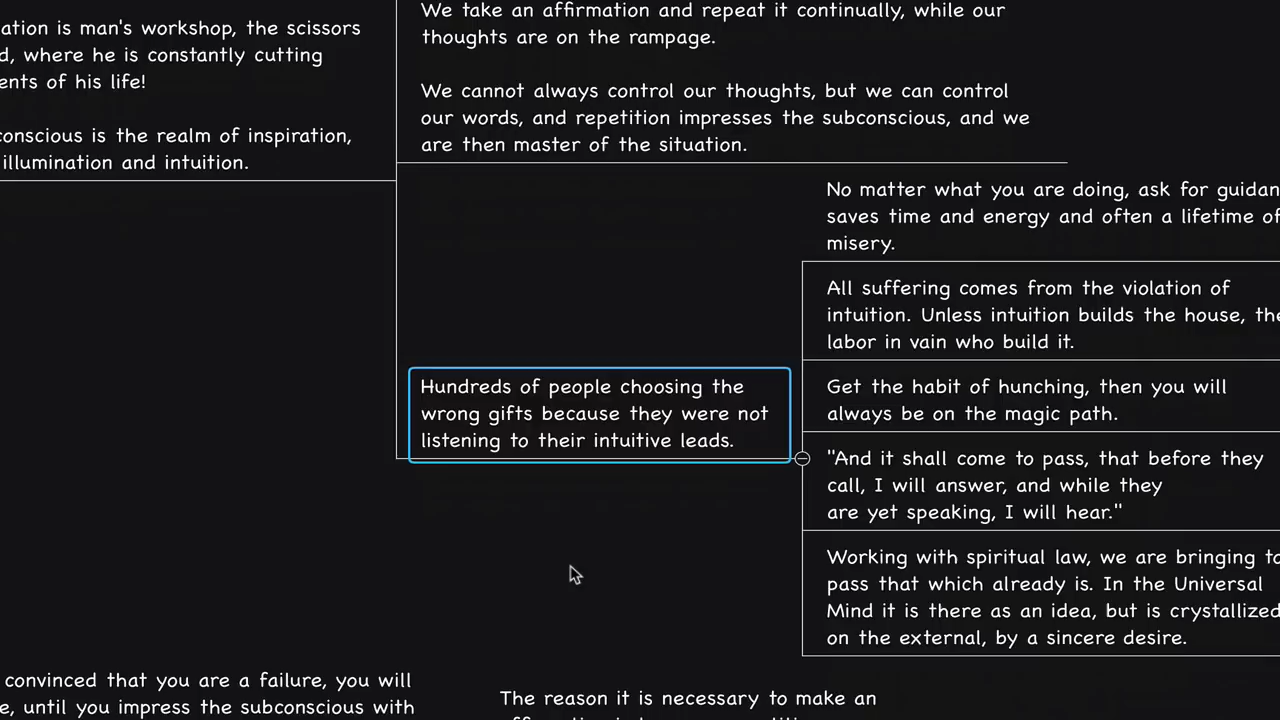 ation is man's workshop, the scissors
d, where he is constantly cutting
ents of his life!
conscious is the realm of inspiration,
illumination and intuition.
We take an affirmation and repeat it continually, while our
thoughts are on the rampage.
We cannot always control our thoughts, but we can control
our words, and repetition impresses the subconscious, and we
are then master of the situation.
Hundreds of people choosing the
wrong gifts because they were not
listening to their intuitive leads.
No matter what you are doing, ask for guidan
saves time and energy and often a lifetime of
misery.
All suffering comes from the violation of
intuition. Unless intuition builds the house, the
labor in vain who build it.
Get the habit of hunching, then you will
always be on the magic path.
"And it shall come to pass, that before they
call, I will answer, and while they
are yet speaking, I will hear."
Working with spiritual law, we are bringing to
pass that which already is. In the Universal
Mind it is there as an idea, but is crystallized
on the external, by a sincere desire.
convinced that you are a failure, you will
e, until you impress the subconscious with
The reason it is necessary to make an